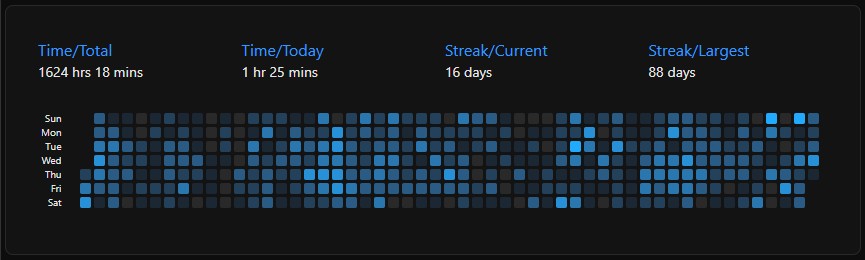 Time/Total Time/Today Streak/Current Streak/Largest
1624 hrs 18 mins 1 hr 25 mins 16 days 88 days
Sun
Mon
Tue
Wed
Thu
Fri
Sat